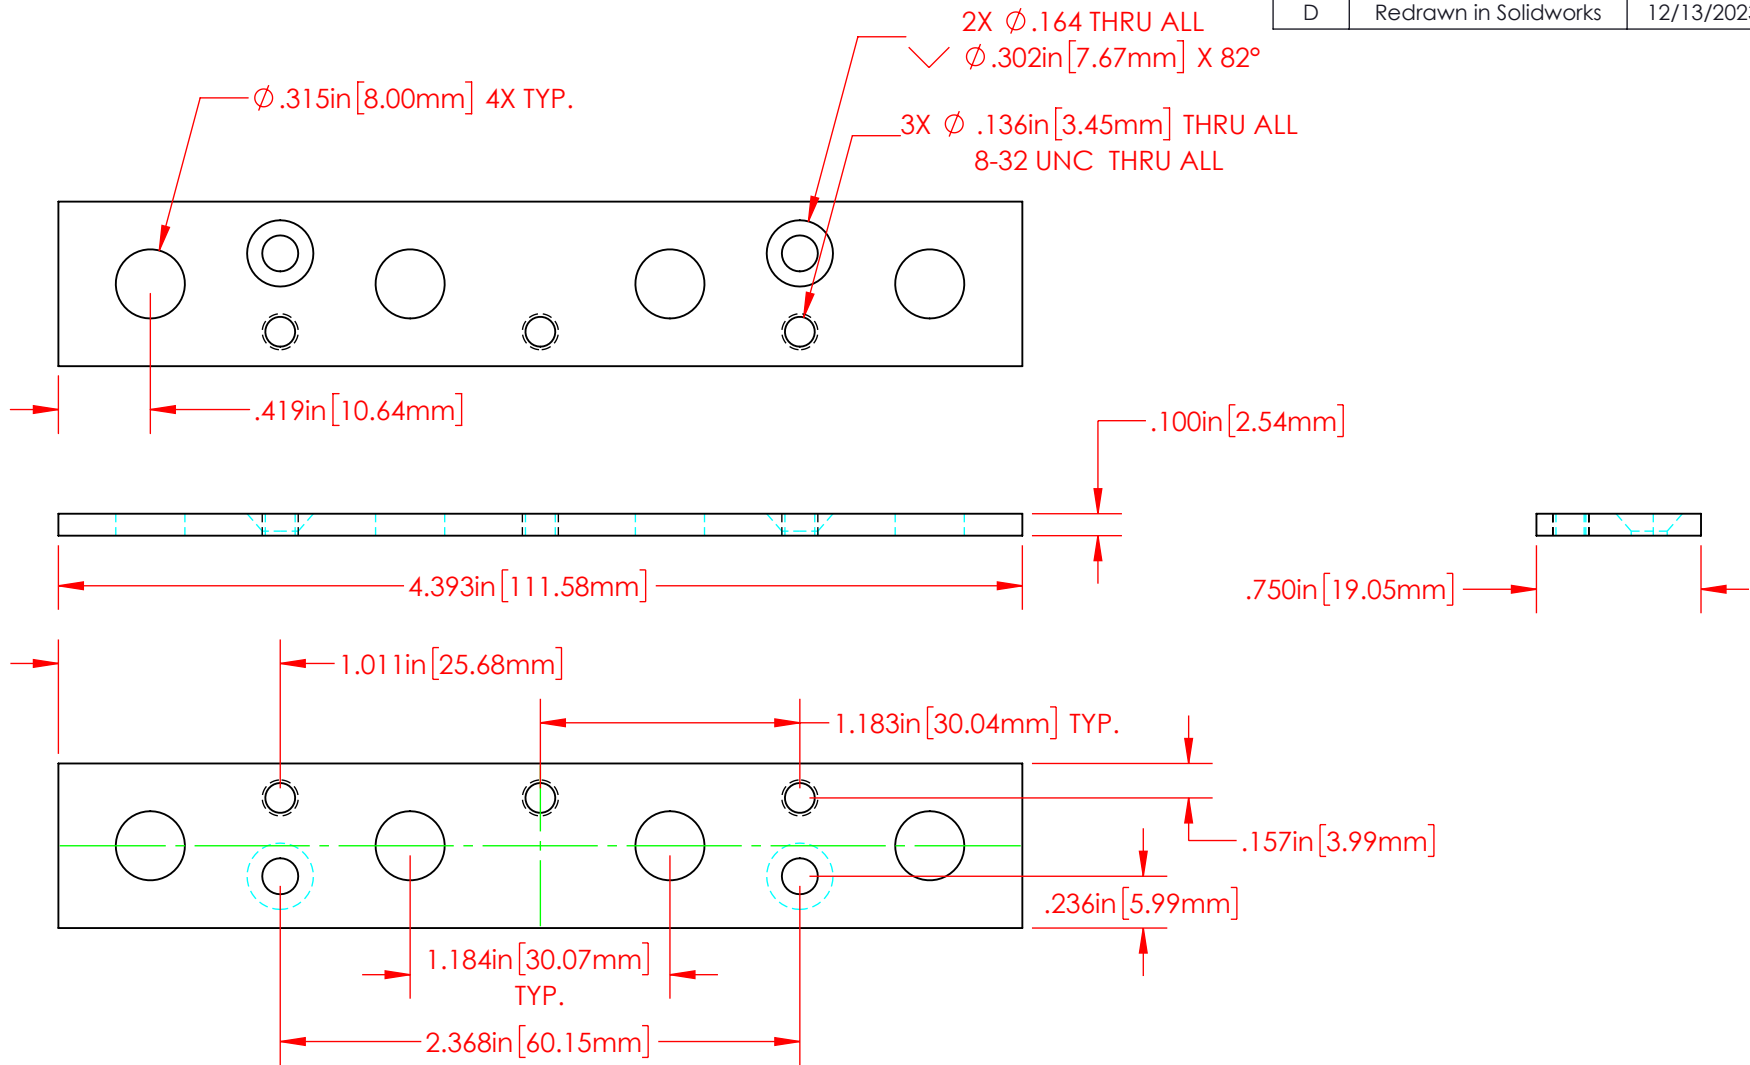 D Redrawn in Solidworks
2X ∅.164 THRU ALL
⌵ ∅.302in[7.67mm] X 82°
∅.315in[8.00mm] 4X TYP.
3X ∅ .136in[3.45mm] THRU ALL
8-32 UNC THRU ALL
.419in[10.64mm]
.100in[2.54mm]
4.393in[111.58mm]
.750in[19.05mm]
1.011in[25.68mm]
1.183in[30.04mm] TYP.
.157in[3.99mm]
.236in[5.99mm]
1.184in[30.07mm]
TYP.
2.368in[60.15mm]